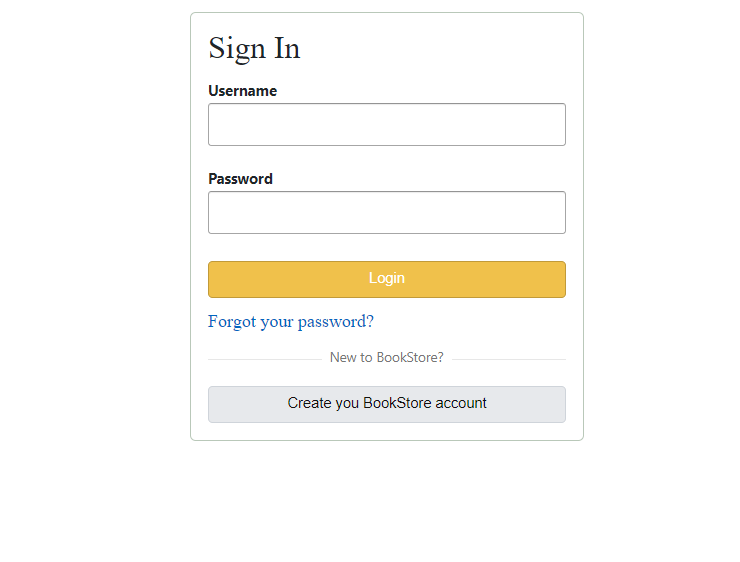 Sign In
Username
Password
Login
Forgot your password?
New to BookStore?
Create you BookStore account